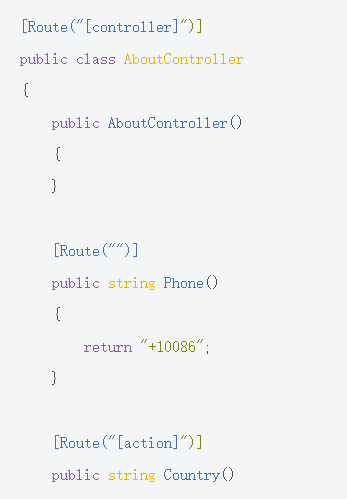 [Route("[controller]")]
public class AboutController
{
    public AboutController()
    {
    }

    [Route("")]
    public string Phone()
    {
        return "+10086";
    }

    [Route("[action]")]
    public string Country()